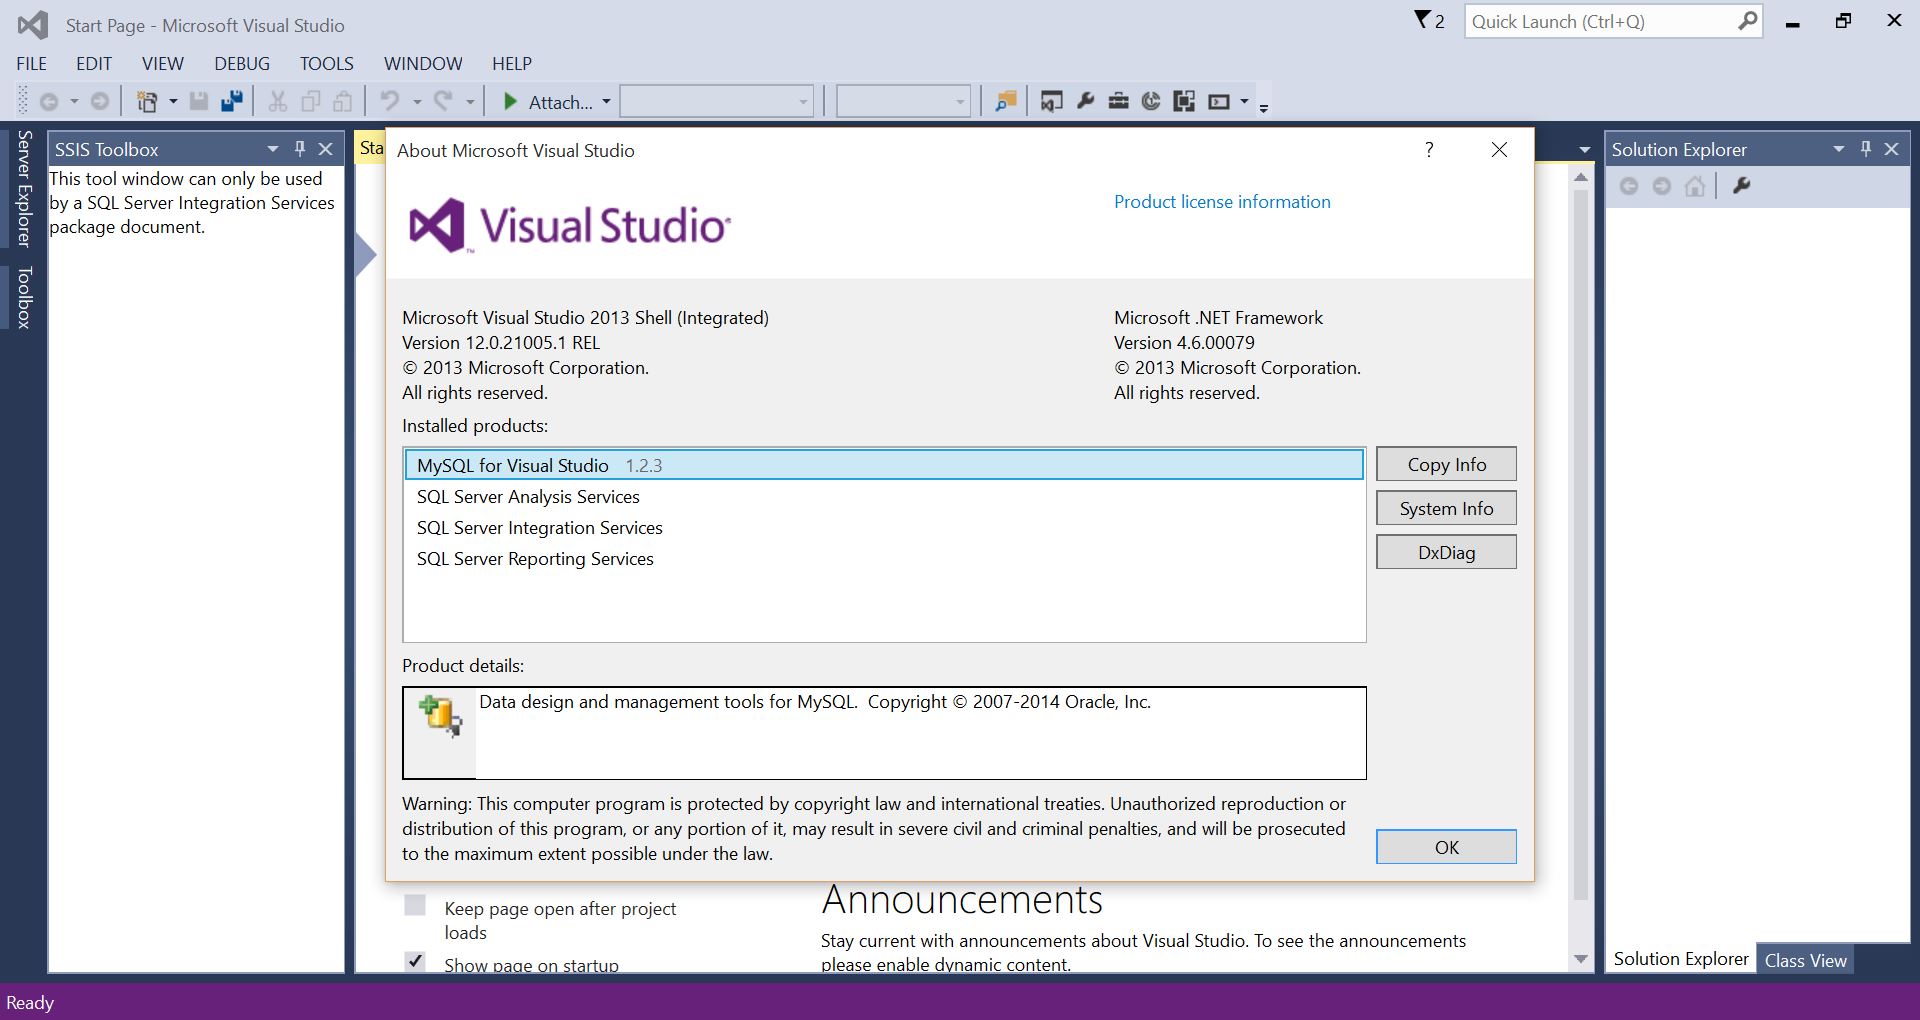 Start Page - Microsoft Visual Studio
2
Quick Launch (Ctrl+Q)
FILE EDIT VIEW DEBUG TOOLS WINDOW HELP
Attach...
Server Explorer
Toolbox
SSIS Toolbox
This tool window can only be used
by a SQL Server Integration Services
package document.
Sta
About Microsoft Visual Studio
?
Visual Studio
™
Product license information
Microsoft Visual Studio 2013 Shell (Integrated)
Version 12.0.21005.1 REL
© 2013 Microsoft Corporation.
All rights reserved.
Microsoft .NET Framework
Version 4.6.00079
© 2013 Microsoft Corporation.
All rights reserved.
Installed products:
MySQL for Visual Studio 1.2.3
SQL Server Analysis Services
SQL Server Integration Services
SQL Server Reporting Services
Copy Info
System Info
DxDiag
Product details:
Data design and management tools for MySQL. Copyright © 2007-2014 Oracle, Inc.
Warning: This computer program is protected by copyright law and international treaties. Unauthorized reproduction or
distribution of this program, or any portion of it, may result in severe civil and criminal penalties, and will be prosecuted
to the maximum extent possible under the law.
OK
Keep page open after project
loads
Show page on startup
Announcements
Stay current with announcements about Visual Studio. To see the announcements
please enable dynamic content.
Solution Explorer
Solution Explorer Class View
Ready